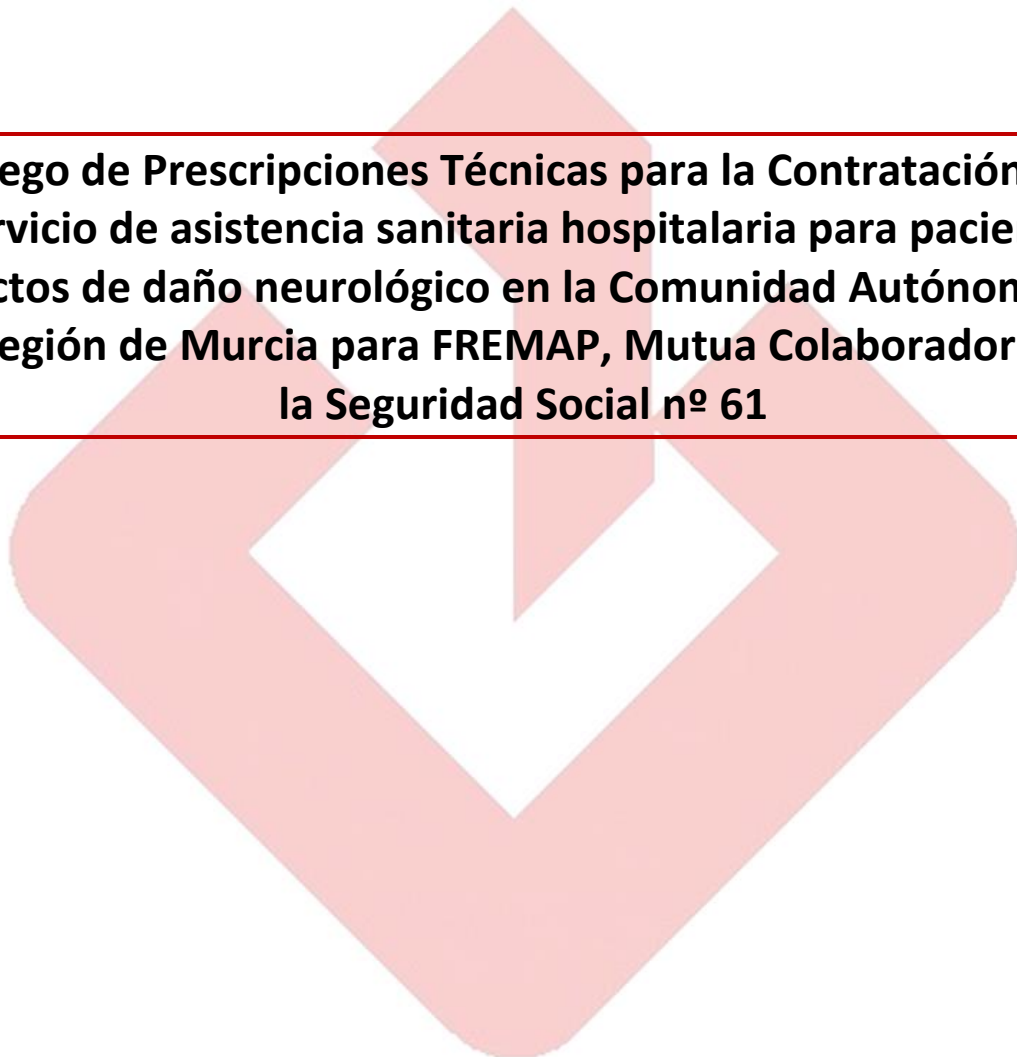 ego de Prescripciones Técnicas para la Contratación
rvicio de asistencia sanitaria hospitalaria para pacie
ctos de daño neurológico en la Comunidad Autónon
egión de Murcia para FREMAP, Mutua Colaborador
la Seguridad Social nº 61